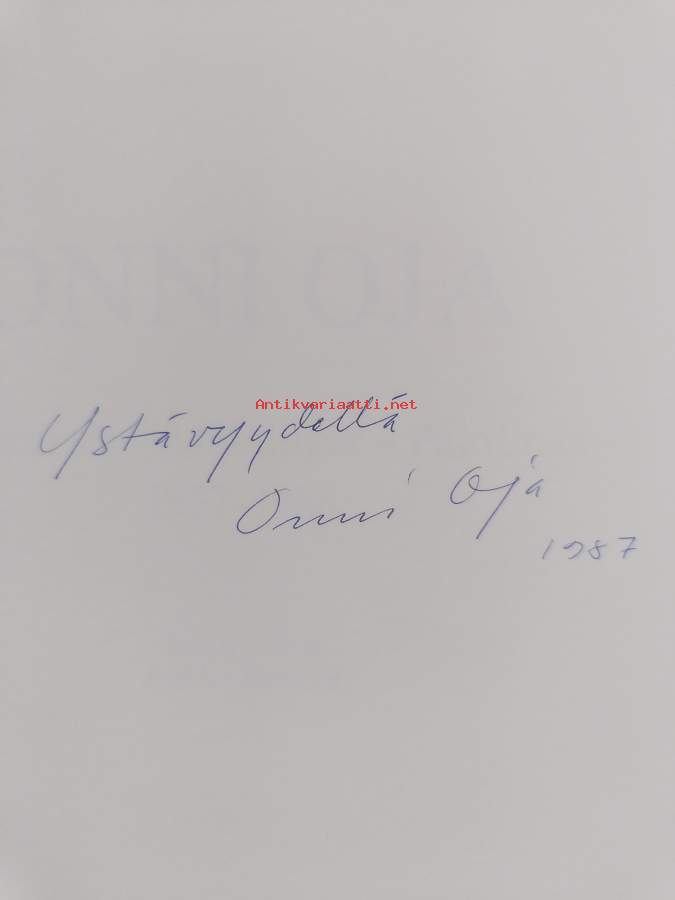 ONNI OJA
Antikvariaatti.net
Ystävyydellä
Onni Oja
1987